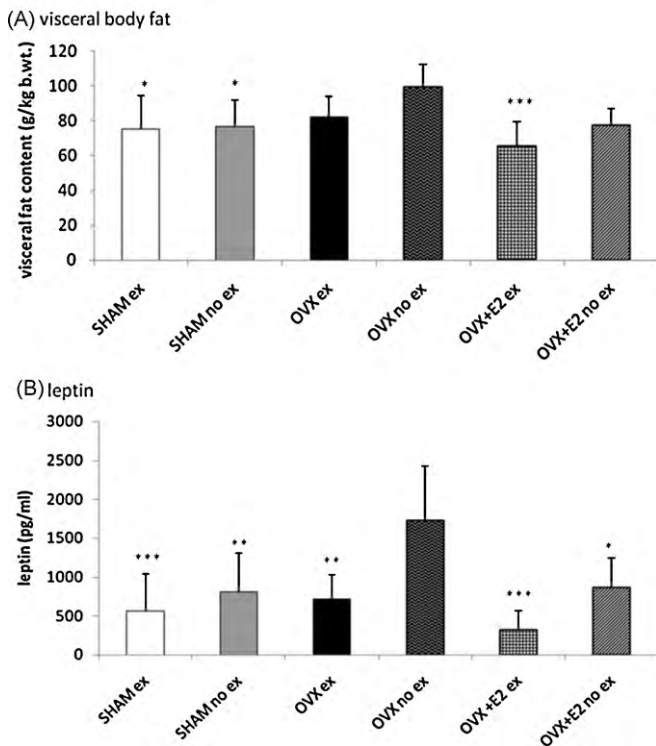 (A) visceral body fat
visceral fat content (g/kg b.wt.)
120
100
80
60
40
20
0
* * ***
SHAM ex
SHAM no ex
OVX ex
OVX no ex
OVX+E2 ex
OVX+E2 no ex
(B) leptin
leptin (pg/ml)
3000
2500
2000
1500
1000
500
0
*** ** ** *** *
SHAM ex
SHAM no ex
OVX ex
OVX no ex
OVX+E2 ex
OVX+E2 no ex